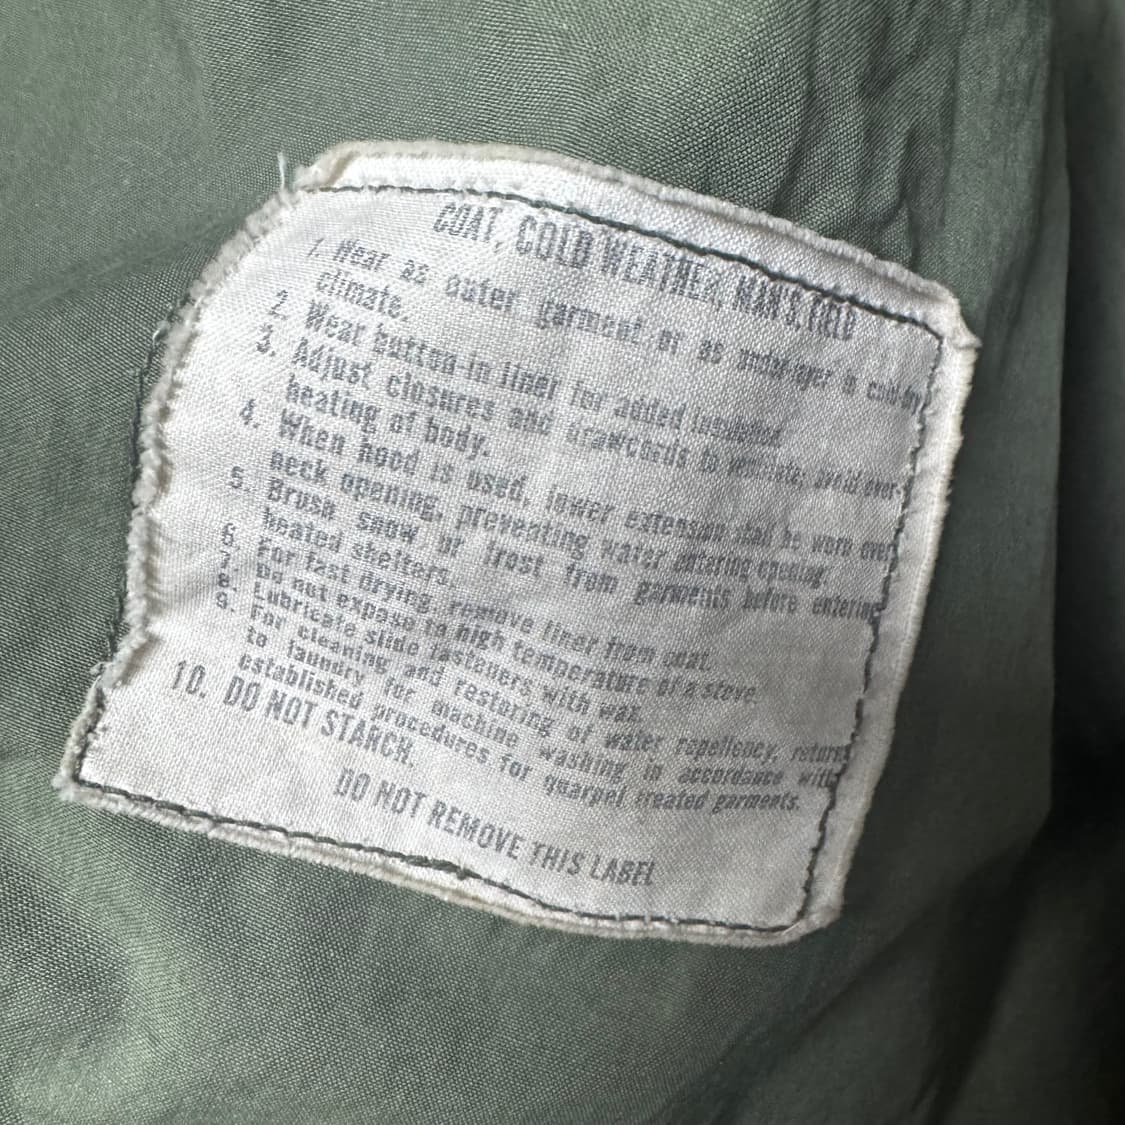 COAT, COLD WEATHER, MAN'S, FIELD
1. Wear as outer garment or as underlayer in cold-dry
climate.
2. Wear button-in liner for added insulation.
3. Adjust closures and drawcords to ventilate; avoid over-
heating of body.
4. When hood is used, lower extension shall be worn over
neck opening, preventing water entering opening.
5. Brush snow or frost from garments before entering
heated shelters.
6. For fast drying, remove liner from coat.
7. Do not expose to high temperature of a stove.
8. Lubricate slide fasteners with wax.
9. For cleaning, and restoring of water repellency, return
to laundry for machine washing in accordance with
established procedures for quarpel treated garments.
10. DO NOT STARCH.
DO NOT REMOVE THIS LABEL